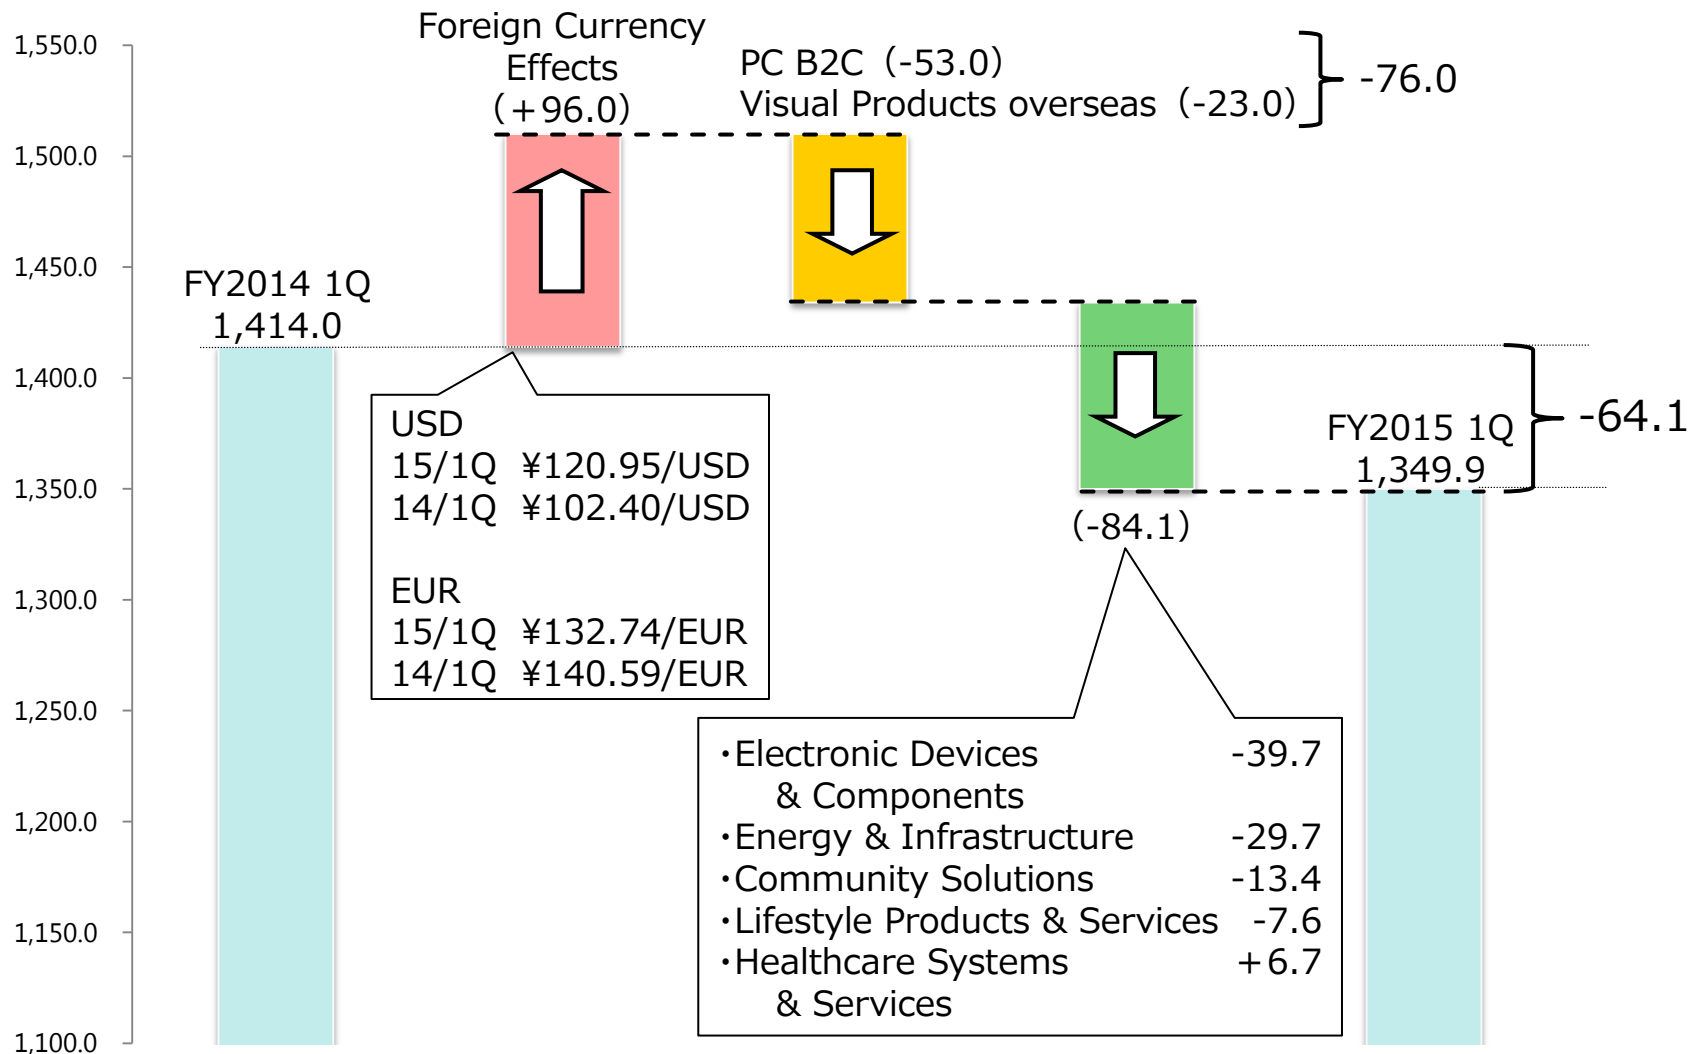 Foreign Currency
Effects
（+96.0）
PC B2C（-53.0）
Visual Products overseas（-23.0）
-76.0
1,550.0
1,500.0
1,450.0
1,400.0
1,350.0
1,300.0
1,250.0
1,200.0
1,150.0
1,100.0
FY2014 1Q
1,414.0
USD
15/1Q ¥120.95/USD
14/1Q ¥102.40/USD
EUR
15/1Q ¥132.74/EUR
14/1Q ¥140.59/EUR
（-84.1）
FY2015 1Q
1,349.9
-64.1
・Electronic Devices -39.7
& Components
・Energy & Infrastructure -29.7
・Community Solutions -13.4
・Lifestyle Products & Services -7.6
・Healthcare Systems +6.7
& Services